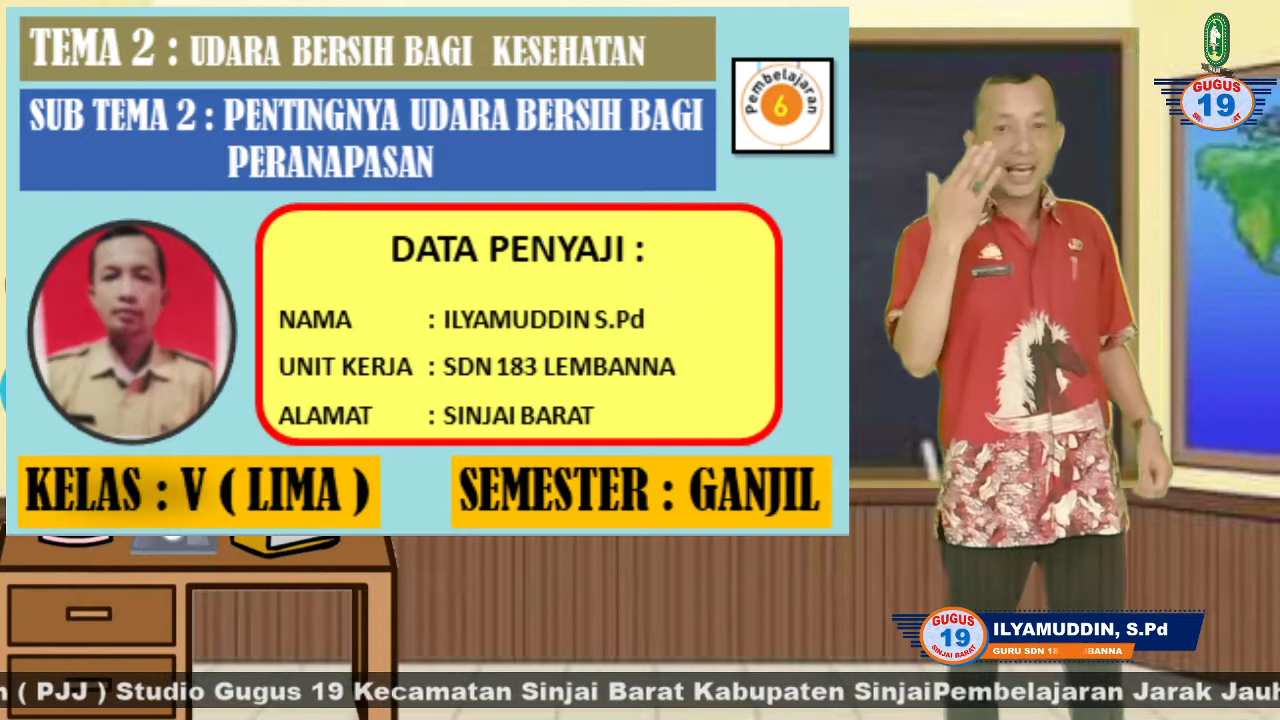 TEMA 2 : UDARA BERSIH BAGI KESEHATAN
SUB TEMA 2 : PENTINGNYA UDARA BERSIH BAGI
PERANAPASAN
Pembelajaran
6
DATA PENYAJI :
NAMA : ILYAMUDDIN S.Pd
UNIT KERJA : SDN 183 LEMBANNA
ALAMAT : SINJAI BARAT
KELAS : V ( LIMA )
SEMESTER : GANJIL
GUGUS
19
GUGUS
19
SINJAI BARAT
ILYAMUDDIN, S.Pd
GURU SDN
( PJJ ) Studio Gugus 19 Kecamatan Sinjai Barat Kabupaten SinjaiPembelajaran Jarak